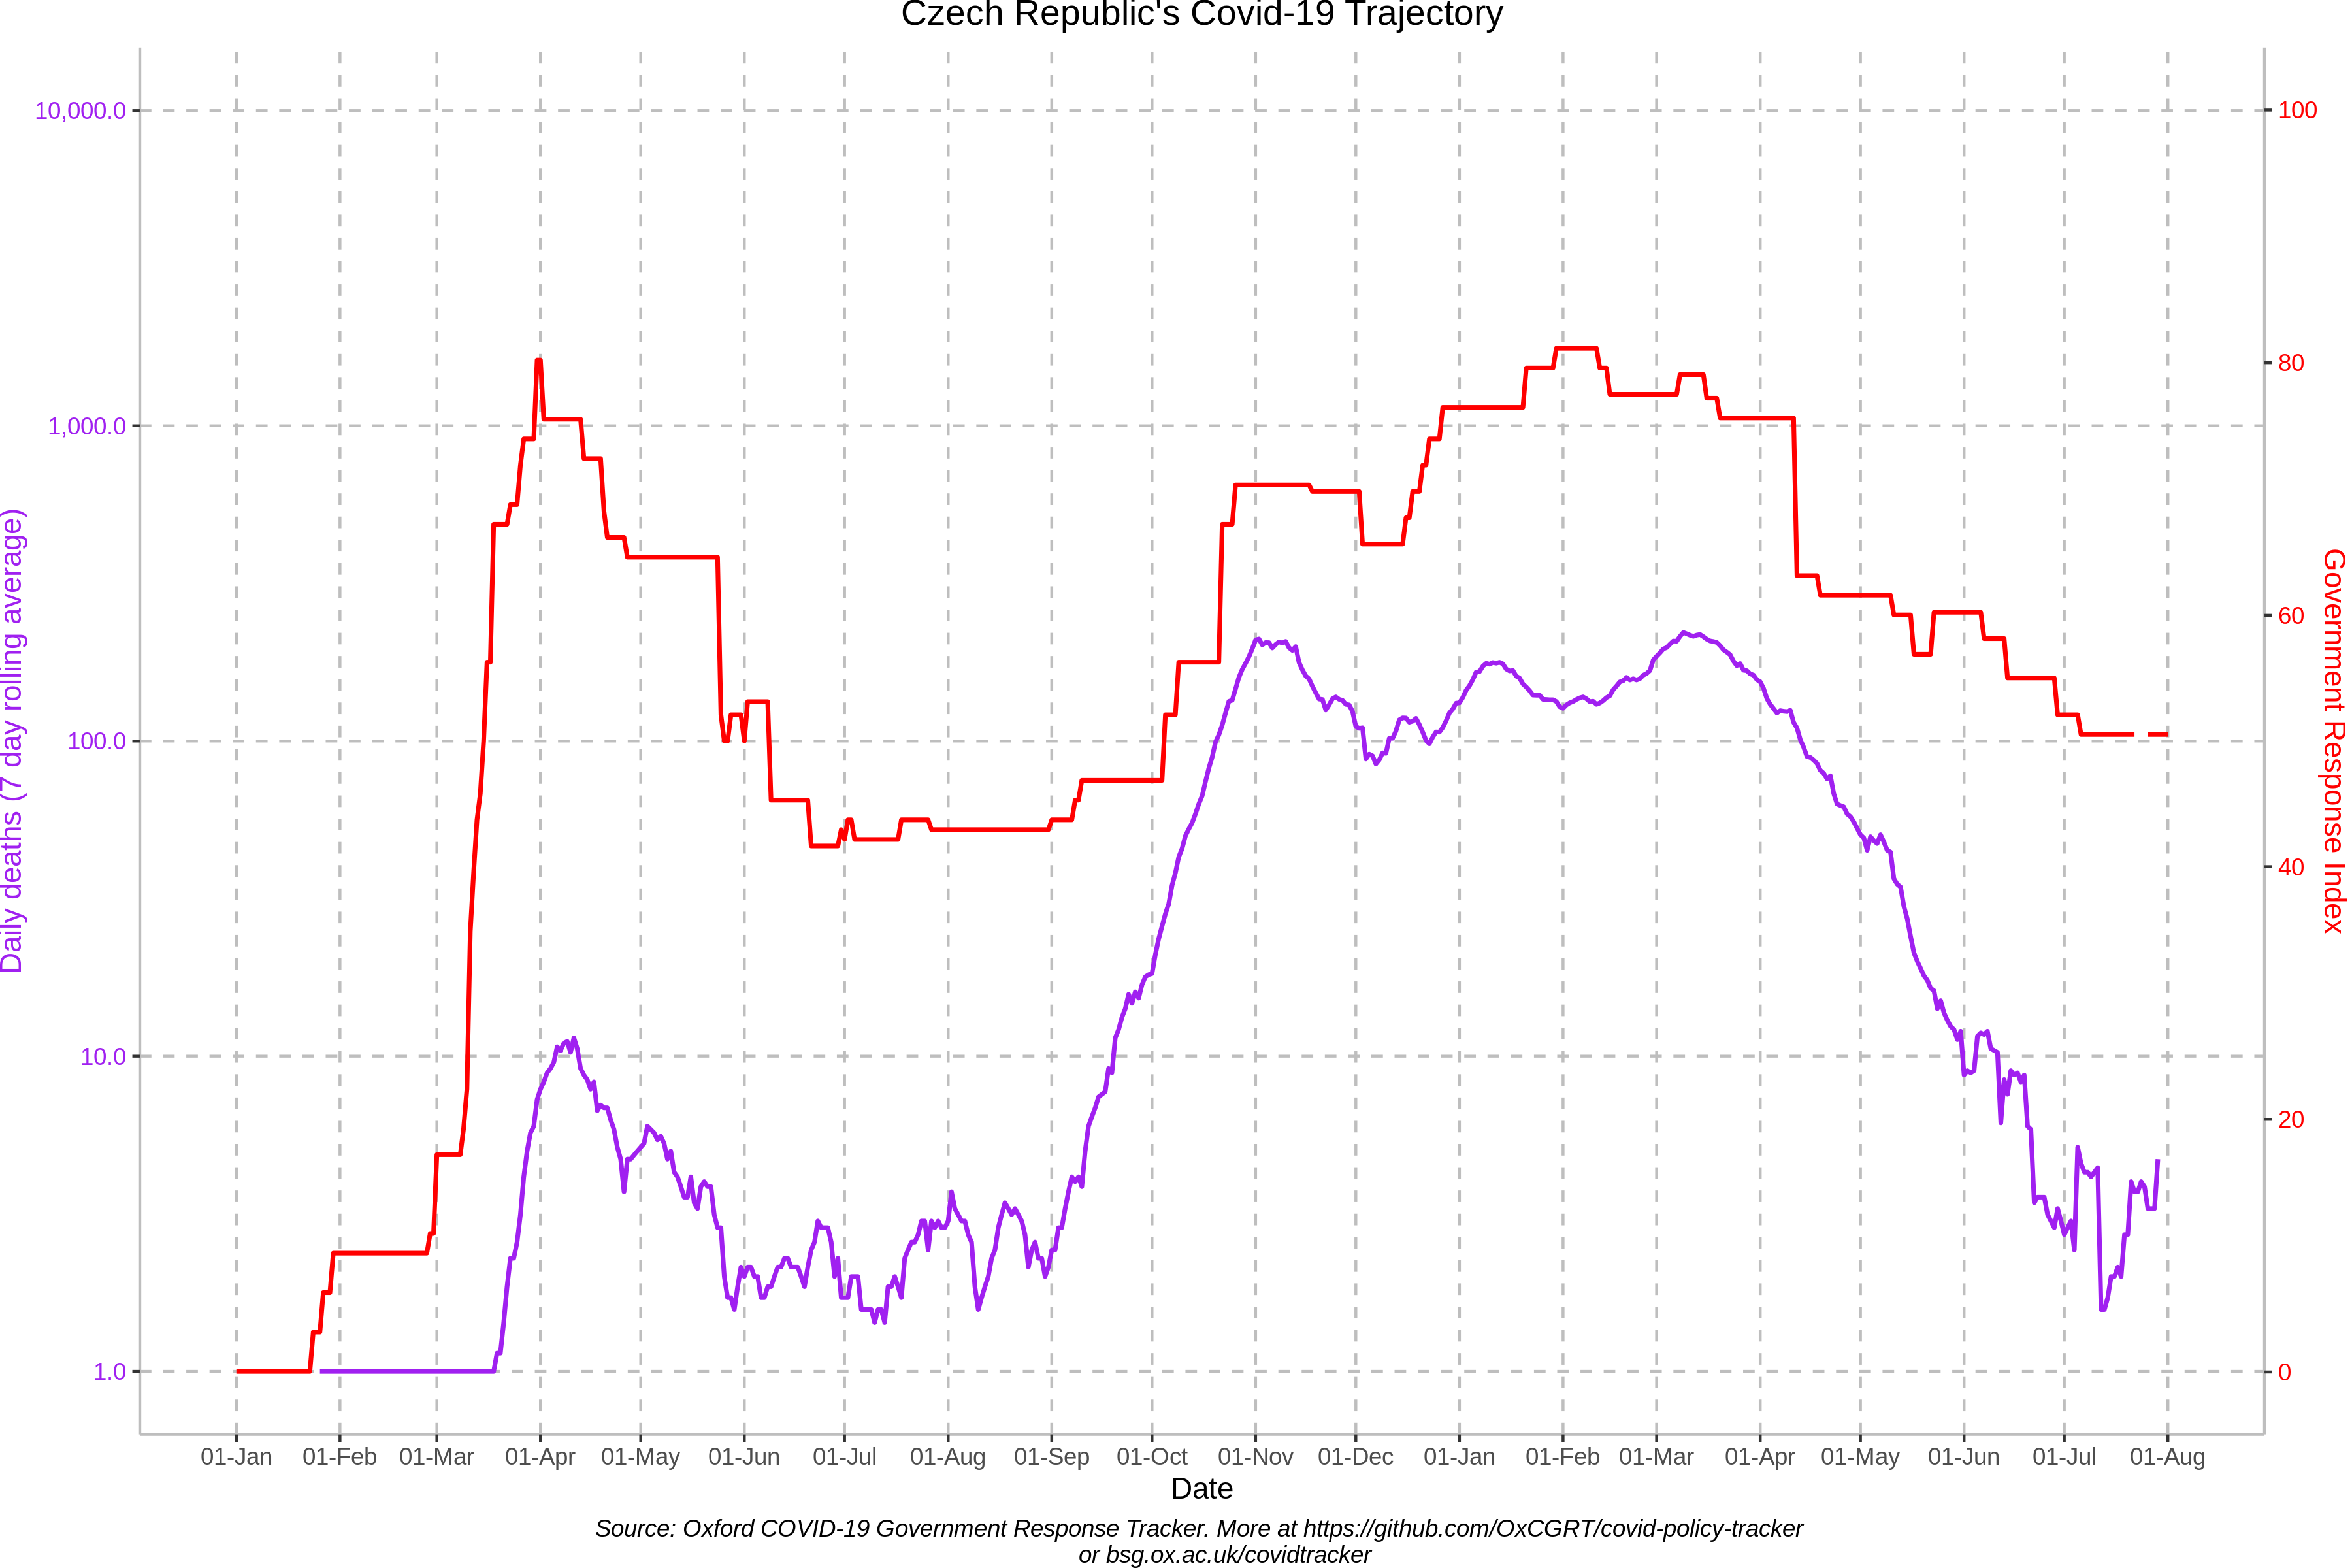 Czech Republic's Covid-19 Trajectory
10,000.0
1,000.0
100.0
10.0
1.0
Daily deaths (7 day rolling average)
100
80
60
40
20
0
Government Response Index
01-Jan 01-Feb 01-Mar 01-Apr 01-May 01-Jun 01-Jul 01-Aug 01-Sep 01-Oct 01-Nov 01-Dec 01-Jan 01-Feb 01-Mar 01-Apr 01-May 01-Jun 01-Jul 01-Aug
Date
Source: Oxford COVID-19 Government Response Tracker. More at https://github.com/OxCGRT/covid-policy-tracker
or bsg.ox.ac.uk/covidtracker